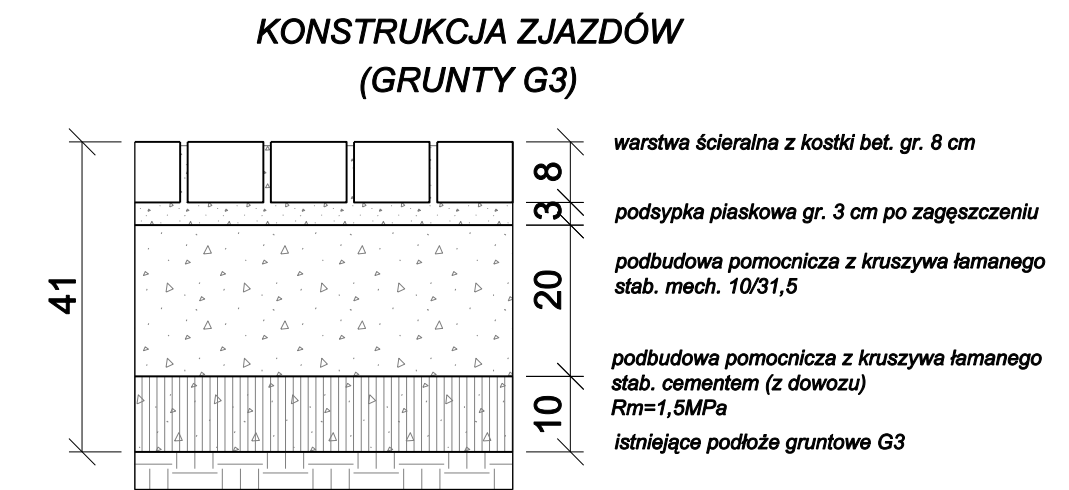 KONSTRUKCJA ZJAZDÓW
(GRUNTY G3)
warstwa ścieralna z kostki bet. gr. 8 cm
8
podsypka piaskowa gr. 3 cm po zagęszczeniu
3
podbudowa pomocnicza z kruszywa łamanego
stab. mech. 10/31,5
20
41
podbudowa pomocnicza z kruszywa łamanego
stab. cementem (z dowozu)
Rm=1,5MPa
10
istniejące podłoże gruntowe G3